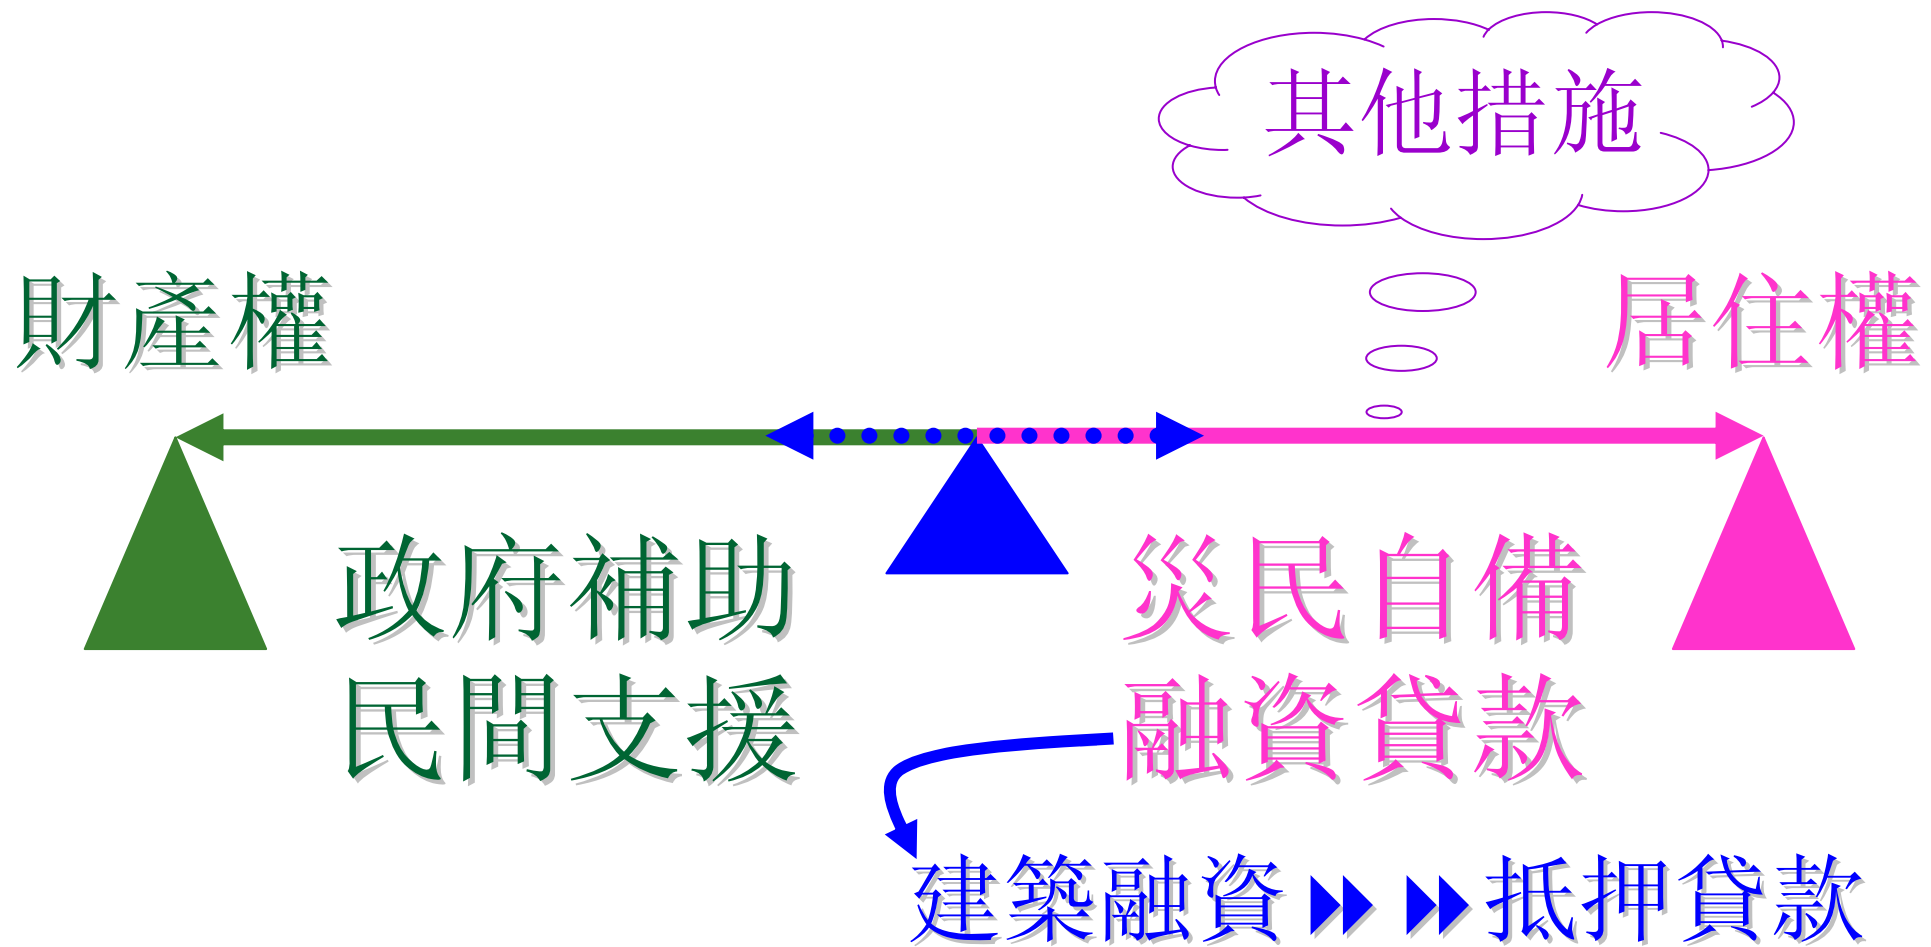 其他措施
財產權
居住權
政府補助
民間支援
災民自備
融資貸款
建築融資
抵押貸款